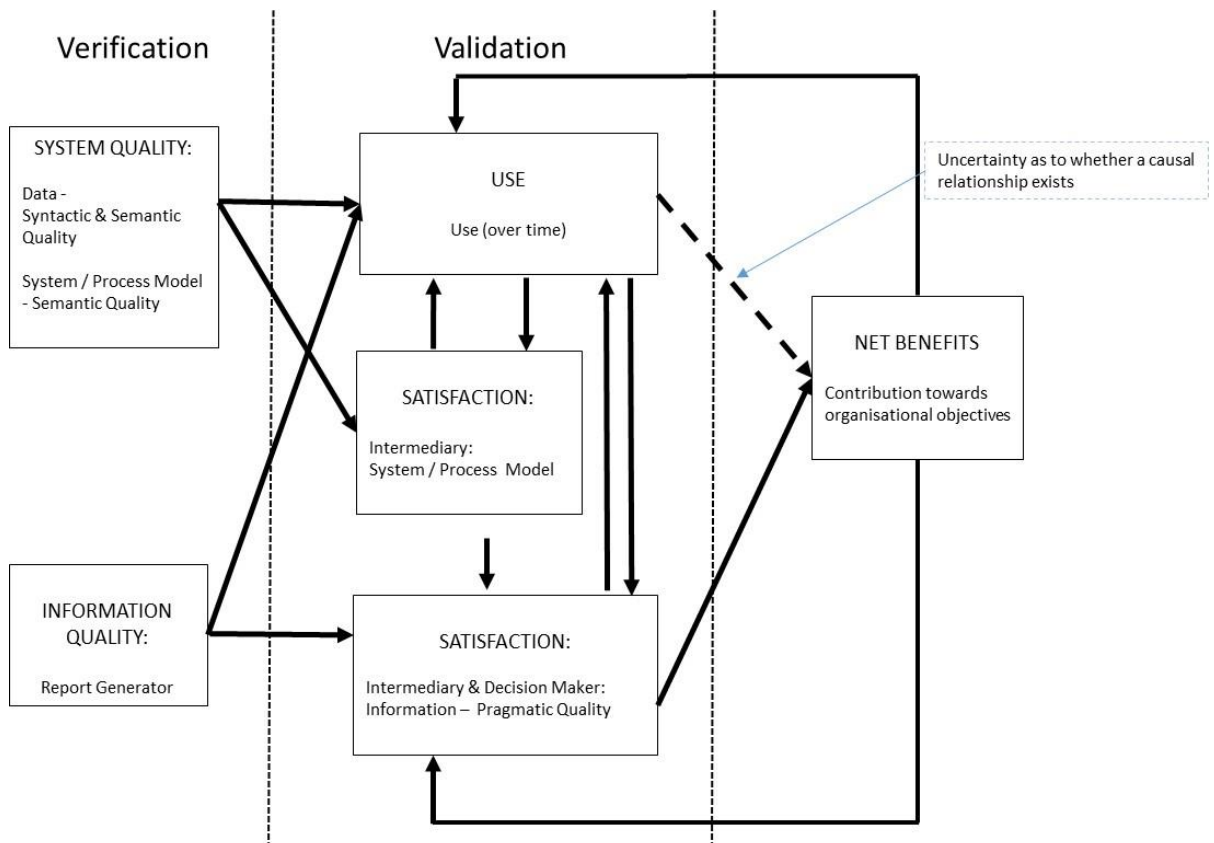 Verification
Validation
SYSTEM QUALITY:
Data -
Syntactic & Semantic
Quality
System / Process Model
- Semantic Quality
USE
Use (over time)
Uncertainty as to whether a causal
relationship exists
NET BENEFITS
Contribution towards
organisational objectives
SATISFACTION:
Intermediary:
System / Process  Model
INFORMATION
QUALITY:
Report Generator
SATISFACTION:
Intermediary & Decision Maker:
Information –  Pragmatic Quality